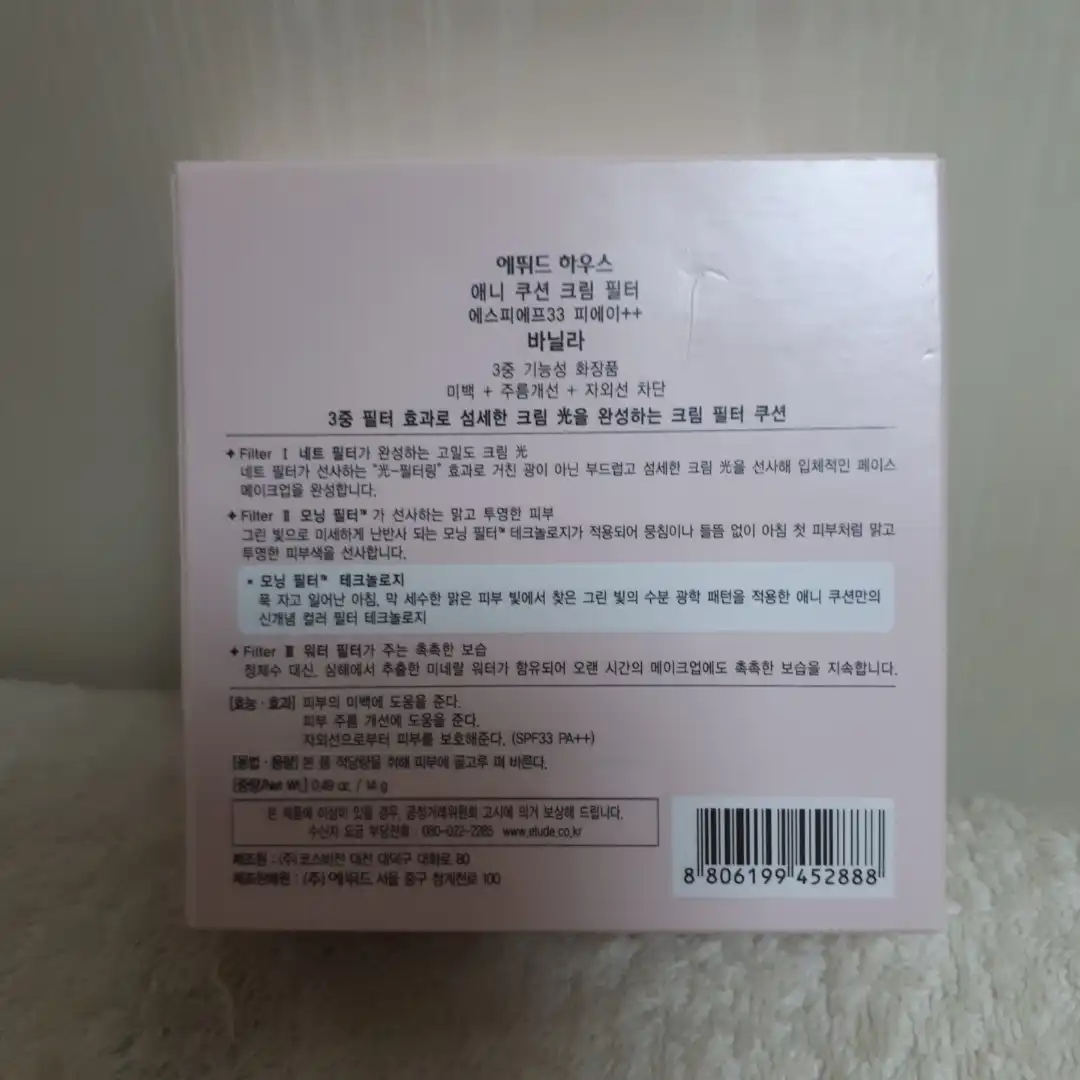 에뛰드 하우스
애니 쿠션 크림 필터
에스피에프33 피에이++
바닐라
3중 기능성 화장품
미백 + 주름개선 + 자외선 차단
3중 필터 효과로 섬세한 크림 光을 완성하는 크림 필터 쿠션
✦ Filter Ⅰ 네트 필터가 완성하는 고밀도 크림 光
네트 필터가 선사하는 "光-필터링" 효과로 거친 광이 아닌 부드럽고 섬세한 크림 光을 선사해 입체적인 페이스
메이크업을 완성합니다.
✦ Filter Ⅱ 모닝 필터™가 선사하는 맑고 투명한 피부
그린 빛으로 미세하게 난반사 되는 모닝 필터™ 테크놀로지가 적용되어 뭉침이나 들뜸 없이 아침 첫 피부처럼 맑고
투명한 피부색을 선사합니다.
• 모닝 필터™ 테크놀로지
푹 자고 일어난 아침, 막 세수한 맑은 피부 빛에서 찾은 그린 빛의 수분 광학 패턴을 적용한 애니 쿠션만의
신개념 컬러 필터 테크놀로지
✦ Filter Ⅲ 워터 필터가 주는 촉촉한 보습
정제수 대신, 심해에서 추출한 미네랄 워터가 함유되어 오랜 시간의 메이크업에도 촉촉한 보습을 지속합니다.
[효능·효과] 피부의 미백에 도움을 준다.
피부 주름 개선에 도움을 준다.
자외선으로부터 피부를 보호해준다. (SPF33 PA++)
[용법·용량] 본 품 적당량을 취해 피부에 골고루 펴 바른다.
[중량/Net Wt.] 0.49 oz. / 14 g
본 제품에 이상이 있을 경우, 공정거래위원회 고시에 의거 보상해 드립니다.
수신자 요금 부담전화 : 080-022-2285 www.etude.co.kr
제조원 : (주)코스비전 대전 대덕구 대화로 80
제조판매원 : (주)에뛰드 서울 중구 청계천로 100
8 806199 452888